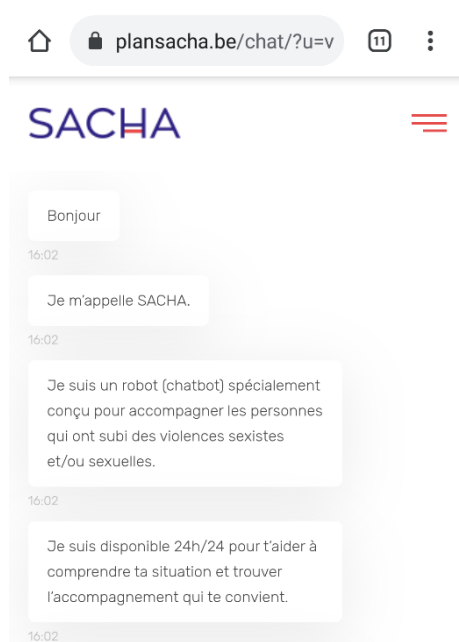 plansacha.be/chat/?u=v
11
SACHA
Bonjour
16:02
Je m'appelle SACHA.
16:02
Je suis un robot (chatbot) spécialement
conçu pour accompagner les personnes
qui ont subi des violences sexistes
et/ou sexuelles.
16:02
Je suis disponible 24h/24 pour t'aider à
comprendre ta situation et trouver
l'accompagnement qui te convient.
16:02